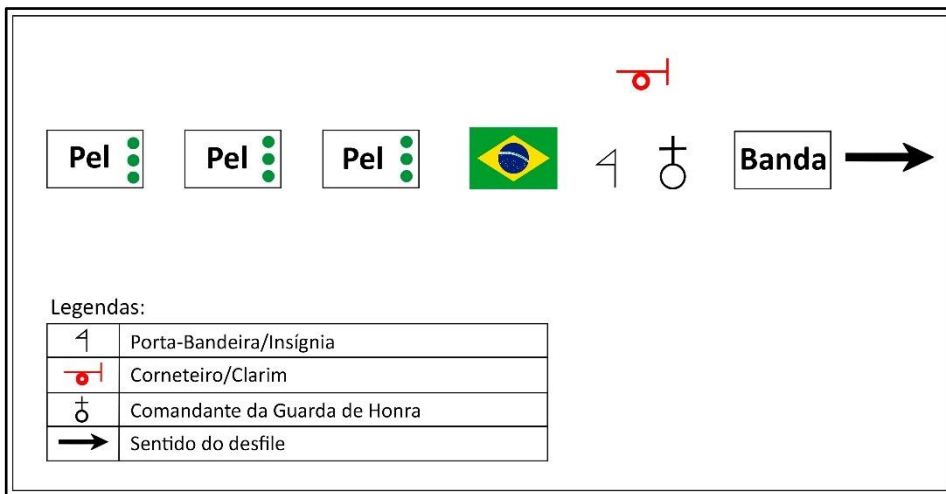 Pel Pel Pel Banda
Legendas:
Porta-Bandeira/Insígnia
Corneteiro/Clarim
Comandante da Guarda de Honra
Sentido do desfile